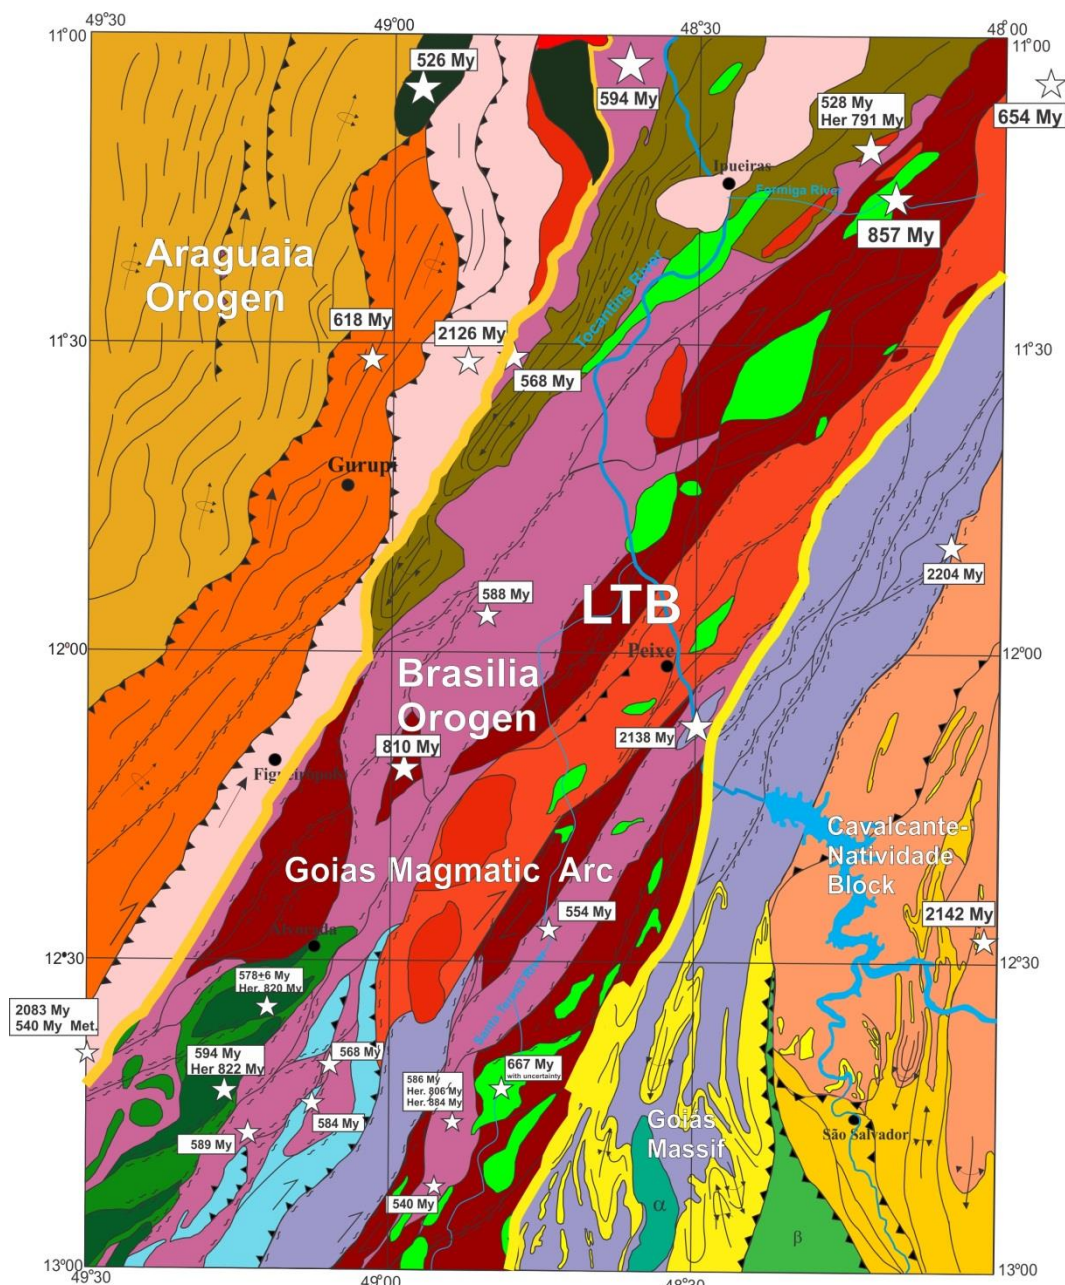 49°30
49°00
48°30
48°00
11°00
11°00
526 My
594 My
528 My
Her 791 My
654 My
Ipueiras
Formiga River
857 My
Araguaia
Orogen
Tocantins River
618 My
2126 My
11°30
11°30
568 My
Gurupi
2204 My
588 My
LTB
12°00
12°00
Peixe
Brasilia
Orogen
2138 My
810 My
Cavalcante-
Natividade
Block
Goias Magmatic Arc
2142 My
554 My
Alvorada
12°30
12°30
578+6 My
Her. 820 My
2083 My
540 My Met.
594 My
Her 822 My
568 My
586 My
Her. 806 My
Her. 884 My
667 My
with uncertainty
584 My
589 My
Goiás
Massif
São Salvador
540 My
α
β
13°00
13°00
49°30
49°00